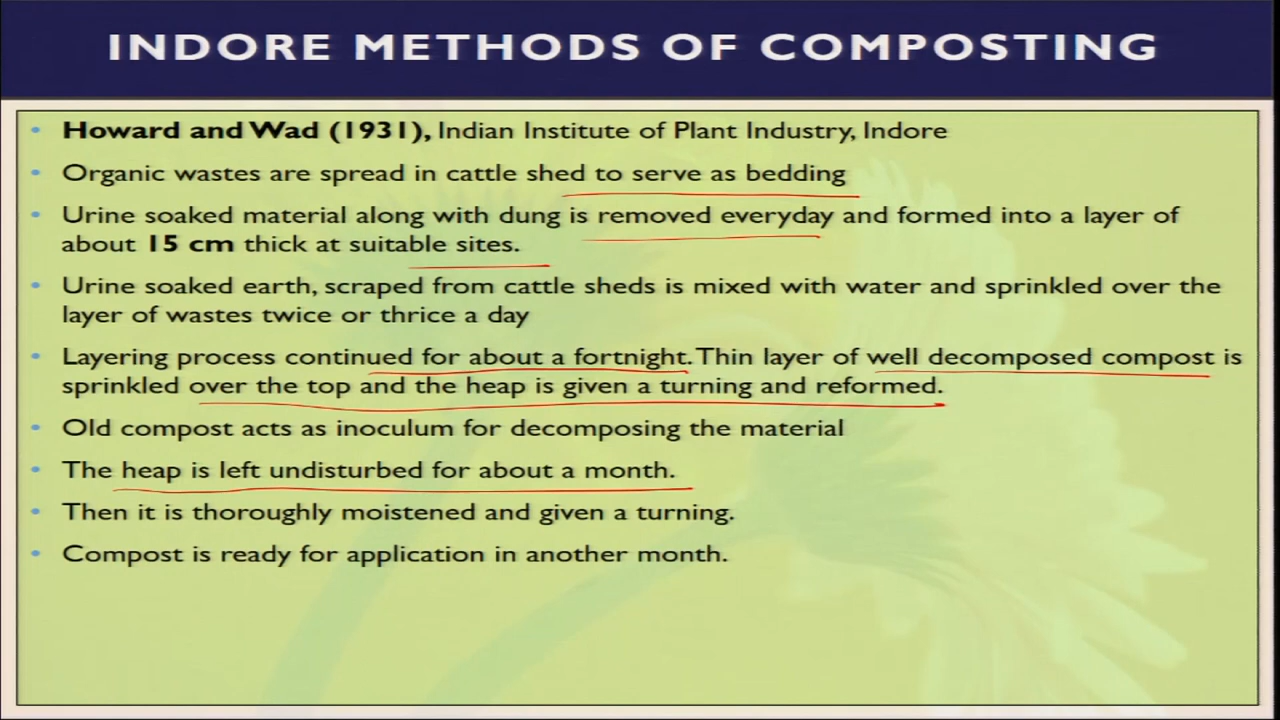 INDORE METHODS OF COMPOSTING
• Howard and Wad (1931), Indian Institute of Plant Industry, Indore
• Organic wastes are spread in cattle shed to serve as bedding
• Urine soaked material along with dung is removed everyday and formed into a layer of
about 15 cm thick at suitable sites.
• Urine soaked earth, scraped from cattle sheds is mixed with water and sprinkled over the
layer of wastes twice or thrice a day
• Layering process continued for about a fortnight. Thin layer of well decomposed compost is
sprinkled over the top and the heap is given a turning and reformed.
• Old compost acts as inoculum for decomposing the material
• The heap is left undisturbed for about a month.
• Then it is thoroughly moistened and given a turning.
• Compost is ready for application in another month.